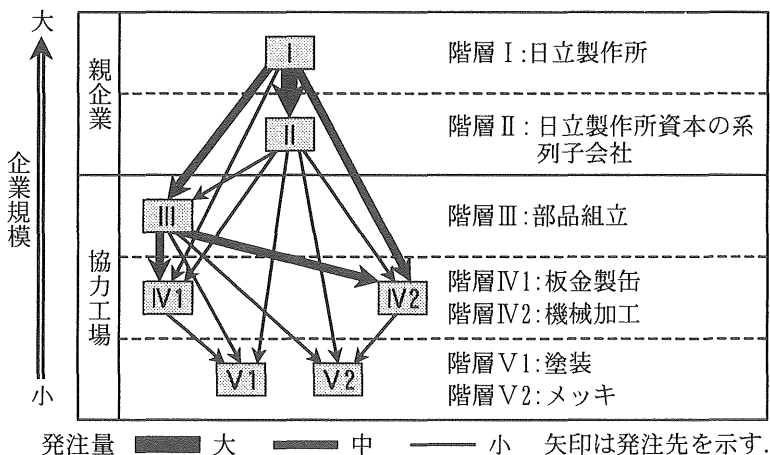 大
企業規模
小
親企業
協力工場
Ⅰ
Ⅱ
Ⅲ
Ⅳ1
Ⅳ2
Ⅴ1
Ⅴ2
階層Ⅰ:日立製作所
階層Ⅱ:日立製作所資本の系
列子会社
階層Ⅲ:部品組立
階層Ⅳ1:板金製缶
階層Ⅳ2:機械加工
階層Ⅴ1:塗装
階層Ⅴ2:メッキ
発注量 大 中 小 矢印は発注先を示す.